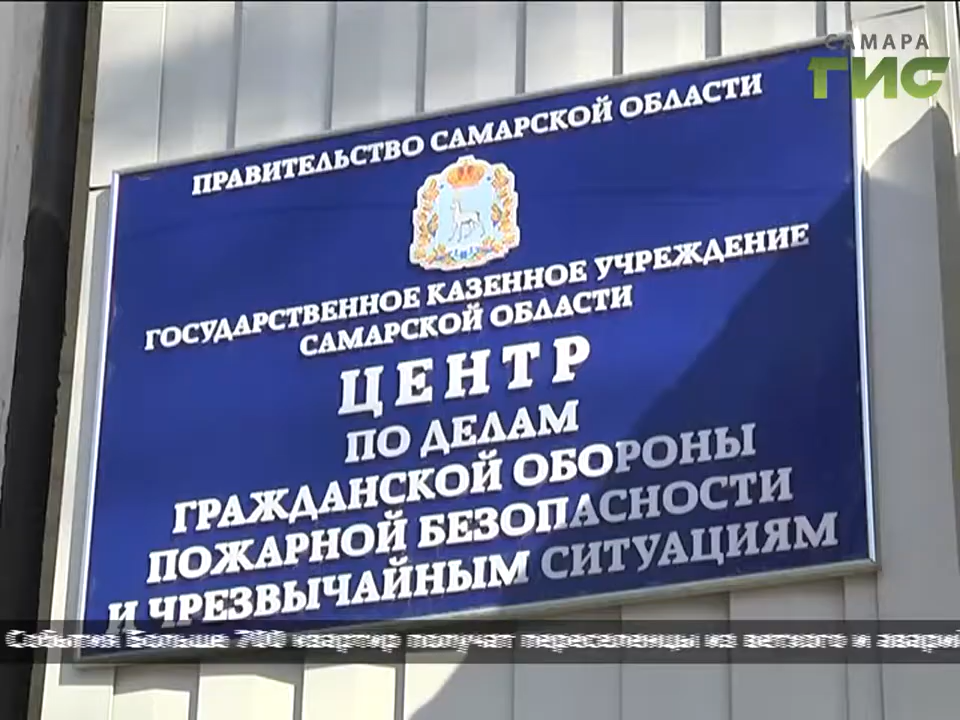 САМАРА
ГИС
ПРАВИТЕЛЬСТВО САМАРСКОЙ ОБЛАСТИ
ГОСУДАРСТВЕННОЕ КАЗЕННОЕ УЧРЕЖДЕНИЕ
САМАРСКОЙ ОБЛАСТИ
ЦЕНТР
ПО ДЕЛАМ
ГРАЖДАНСКОЙ ОБОРОНЫ
ПОЖАРНОЙ БЕЗОПАСНОСТИ
И ЧРЕЗВЫЧАЙНЫМ СИТУАЦИЯМ
События Больше 700 квартир получат переселенцы из ветхого и